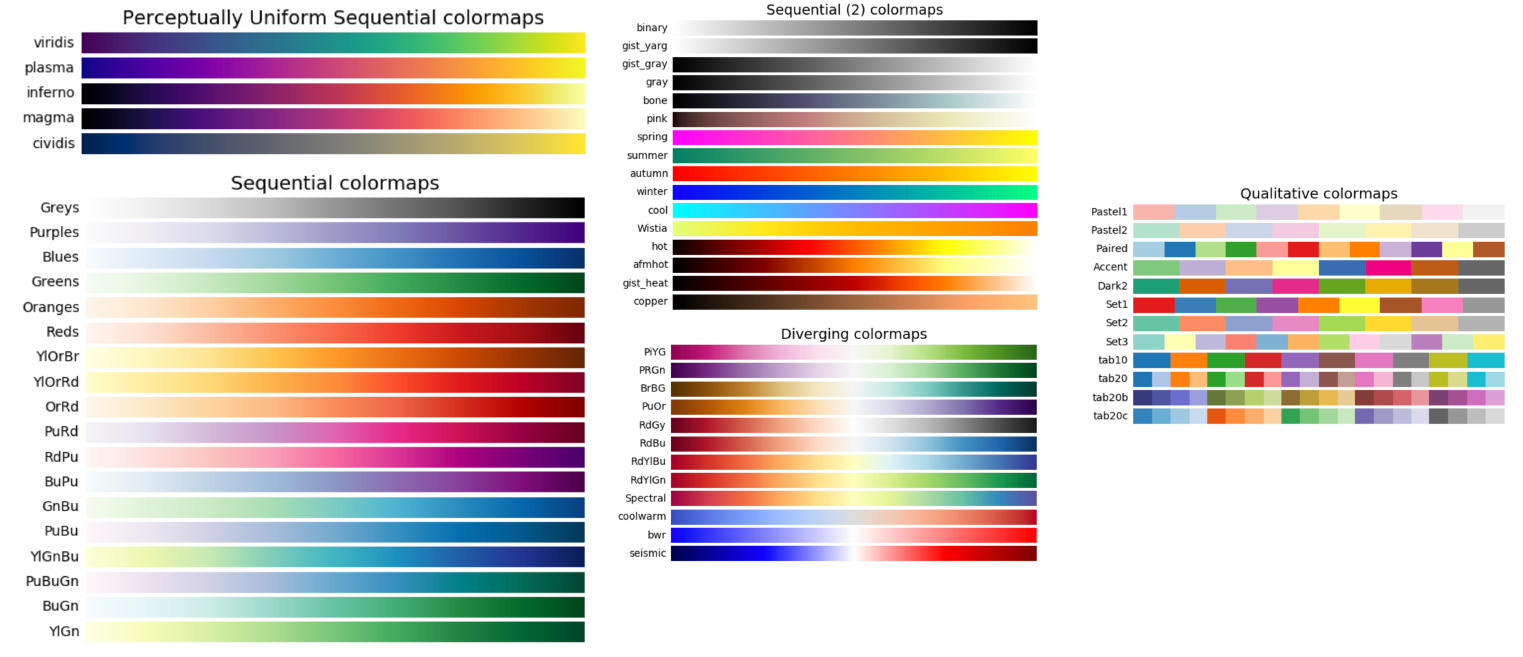 Perceptually Uniform Sequential colormaps
viridis
plasma
inferno
magma
cividis
Sequential colormaps
Greys
Purples
Blues
Greens
Oranges
Reds
YlOrBr
YlOrRd
OrRd
PuRd
RdPu
BuPu
GnBu
PuBu
YlGnBu
PuBuGn
BuGn
YlGn
Sequential (2) colormaps
binary
gist_yarg
gist_gray
gray
bone
pink
spring
summer
autumn
winter
cool
Wistia
hot
afmhot
gist_heat
copper
Diverging colormaps
PiYG
PRGn
BrBG
PuOr
RdGy
RdBu
RdYlBu
RdYlGn
Spectral
coolwarm
bwr
seismic
Qualitative colormaps
Pastel1
Pastel2
Paired
Accent
Dark2
Set1
Set2
Set3
tab10
tab20
tab20b
tab20c